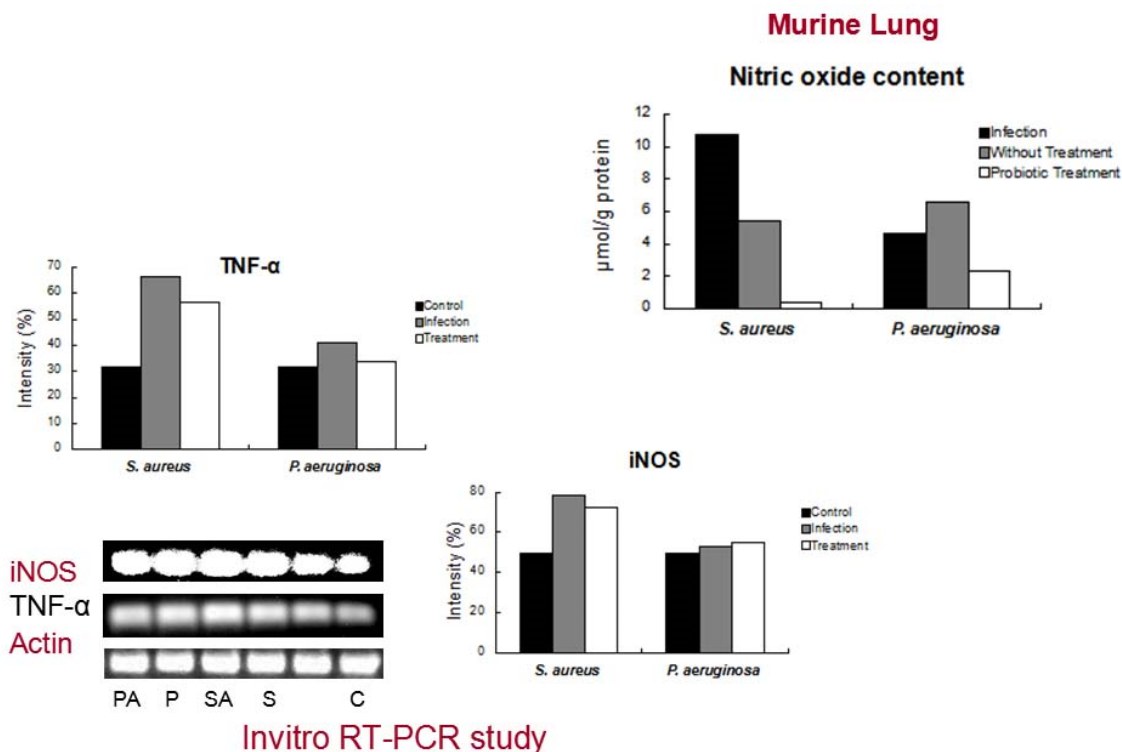 Murine Lung
Nitric oxide content
12
10
8
6
4
2
0
µmol/g protein
Infection
Without Treatment
Probiotic Treatment
S. aureus P. aeruginosa
TNF-α
70
60
50
40
30
20
10
0
Intensity (%)
Control
Infection
Treatment
S. aureus P. aeruginosa
iNOS
80
60
40
20
0
Intensity (%)
Control
Infection
Treatment
S. aureus P. aeruginosa
iNOS
TNF-α
Actin
PA P SA S C
Invitro RT-PCR study